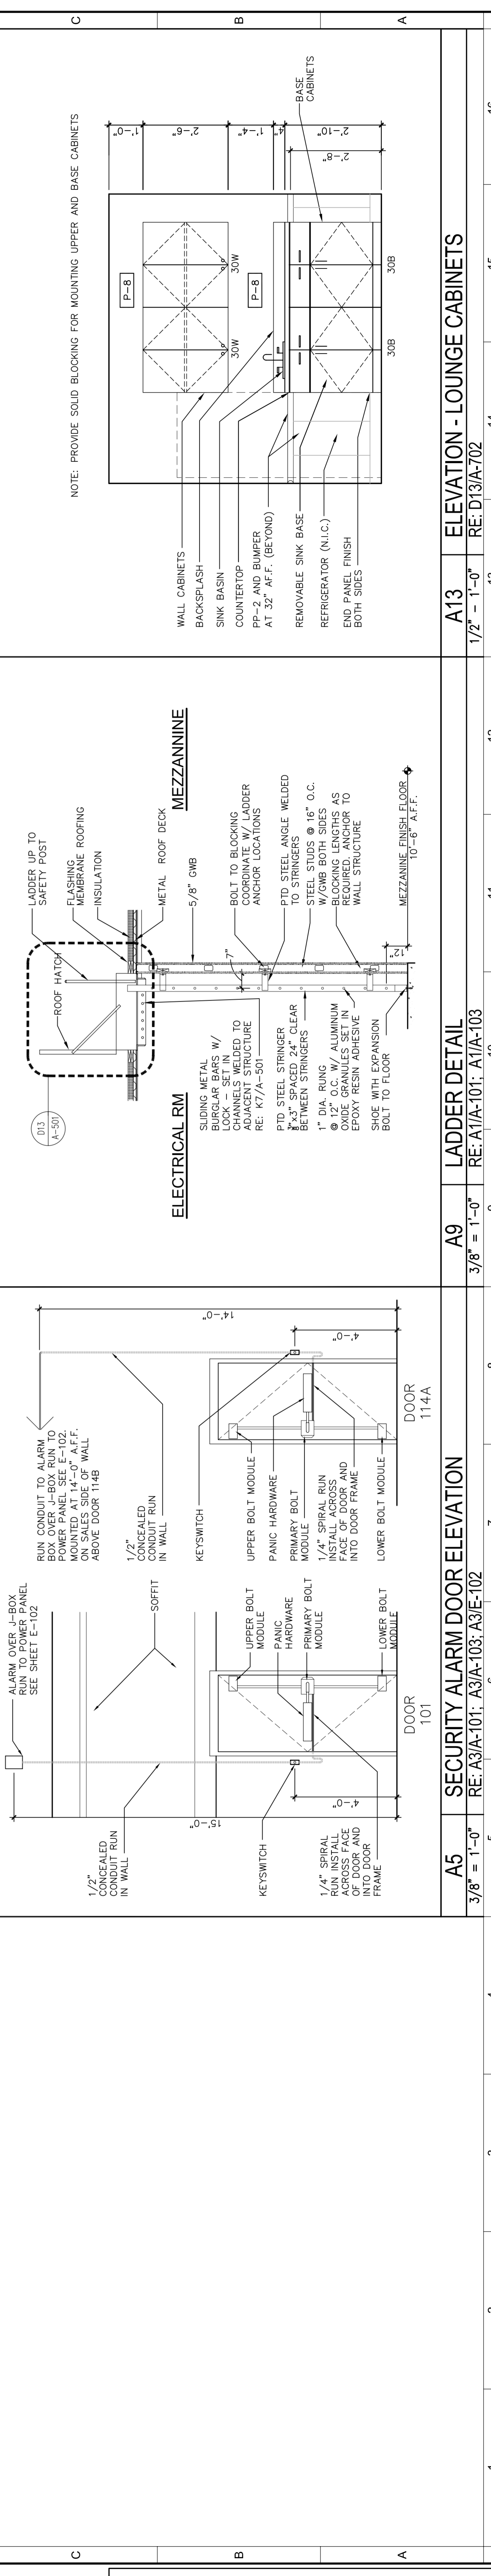 C
B
A
ALARM OVER J-BOX
RUN TO POWER PANEL
SEE SHEET E-102
1/2"
CONCEALED
CONDUIT RUN
IN WALL
15'-0"
SOFFIT
KEYSWITCH
4'-0"
1/4" SPIRAL
RUN INSTALL
ACROSS FACE
OF DOOR AND
INTO DOOR
FRAME
UPPER BOLT
MODULE
PANIC
HARDWARE
PRIMARY BOLT
MODULE
LOWER BOLT
MODULE
DOOR
101
RUN CONDUIT TO ALARM
BOX OVER J-BOX RUN TO
POWER PANEL SEE E-102.
MOUNTED AT 14'-0" A.F.F.
ON SALES SIDE OF WALL
ABOVE DOOR 114B
1/2"
CONCEALED
CONDUIT RUN
IN WALL
KEYSWITCH
UPPER BOLT MODULE
PANIC HARDWARE
PRIMARY BOLT
MODULE
1/4" SPIRAL RUN
INSTALL ACROSS
FACE OF DOOR AND
INTO DOOR FRAME
LOWER BOLT MODULE
14'-0"
4'-0"
DOOR
114A
A5
SECURITY ALARM DOOR ELEVATION
3/8" = 1'-0"
RE: A3/A-101; A3/A-103; A3/E-102
D13
A-501
ROOF HATCH
LADDER UP TO
SAFETY POST
FLASHING
MEMBRANE ROOFING
INSULATION
METAL ROOF DECK
ELECTRICAL RM
MEZZANNINE
5/8" GWB
SLIDING METAL
BURGLAR BARS W/
LOCK - SET IN
CHANNELS WELDED TO
ADJACENT STRUCTURE
RE: K7/A-501
7"
BOLT TO BLOCKING
COORDINATE W/ LADDER
ANCHOR LOCATIONS
PTD STEEL ANGLE WELDED
TO STRINGERS
PTD STEEL STRINGER
3/8"x3" SPACED 24" CLEAR
BETWEEN STRINGERS
STEEL STUDS @ 16" O.C.
W/GWB BOTH SIDES
1" DIA. RUNG
@ 12" O.C. W/ ALUMINUM
OXIDE GRANULES SET IN
EPOXY RESIN ADHESIVE
BLOCKING LENGTHS AS
REQUIRED. ANCHOR TO
WALL STRUCTURE
SHOE WITH EXPANSION
BOLT TO FLOOR
12"
MEZZANINE FINISH FLOOR
10'-6" A.F.F.
A9
LADDER DETAIL
3/8" = 1'-0"
RE: A1/A-101; A1/A-103
NOTE: PROVIDE SOLID BLOCKING FOR MOUNTING UPPER AND BASE CABINETS
P-8
1'-0"
2'-6"
1'-4"
4"
2'-10"
2'-8"
WALL CABINETS
BACKSPLASH
SINK BASIN
COUNTERTOP
PP-2 AND BUMPER
AT 32" AF.F. (BEYOND)
REMOVABLE SINK BASE
REFRIGERATOR (N.I.C.)
END PANEL FINISH
BOTH SIDES
30W
30W
P-8
30B
30B
BASE
CABINETS
A13
ELEVATION - LOUNGE CABINETS
1/2" - 1'-0"
RE: D13/A-702
C
B
A